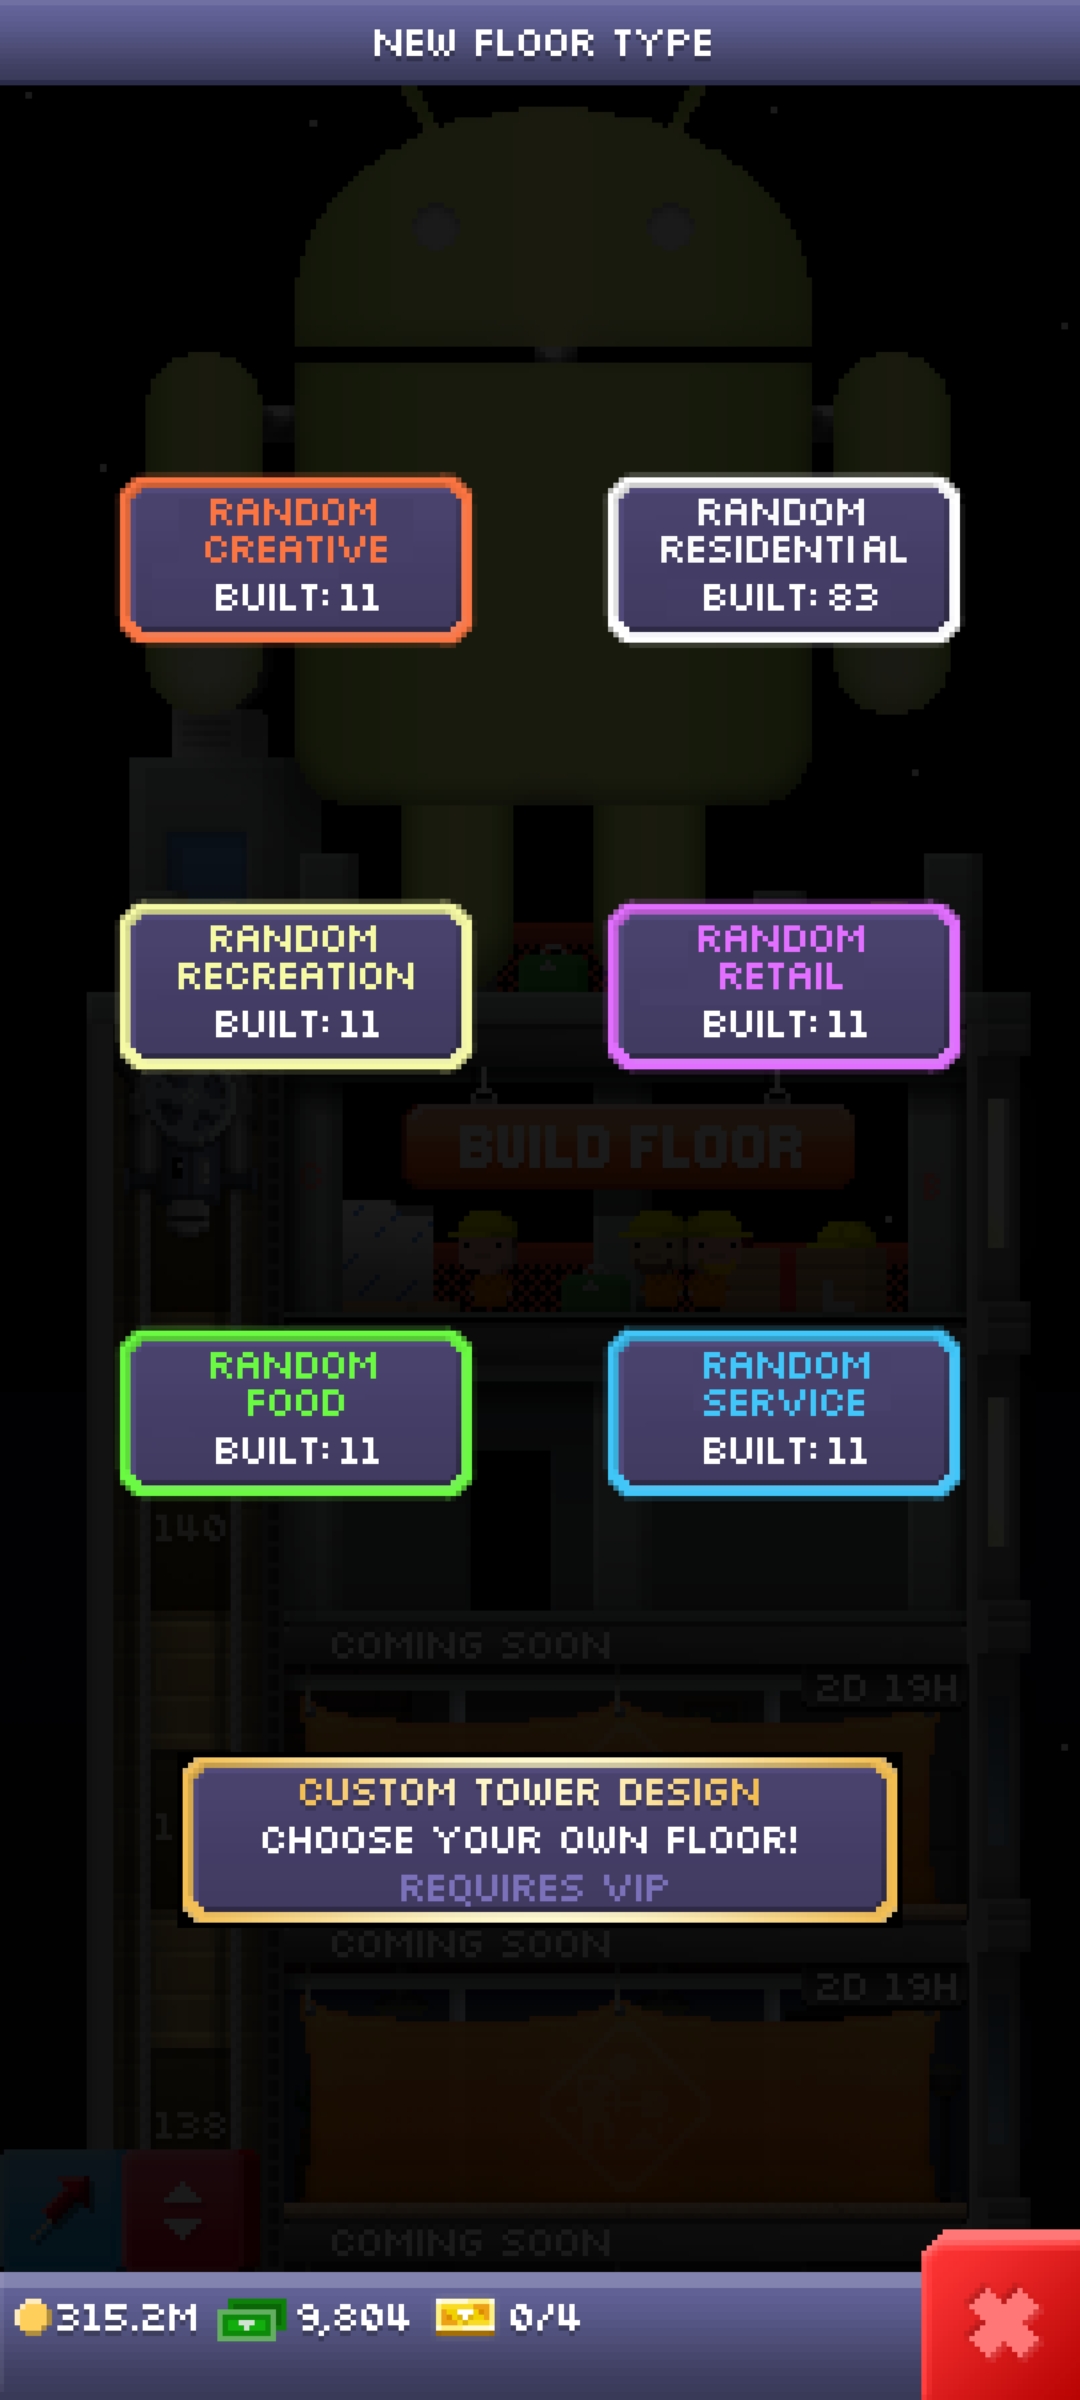 NEW FLOOR TYPE
RANDOM
CREATIVE
BUILT: 11
RANDOM
RESIDENTIAL
BUILT: 83
RANDOM
RECREATION
BUILT: 11
RANDOM
RETAIL
BUILT: 11
BUILD FLOOR
RANDOM
FOOD
BUILT: 11
RANDOM
SERVICE
BUILT: 11
140
COMING SOON
2D 19H
CUSTOM TOWER DESIGN
CHOOSE YOUR OWN FLOOR!
REQUIRES VIP
COMING SOON
2D 19H
138
COMING SOON
315.2M 9,804 0/4